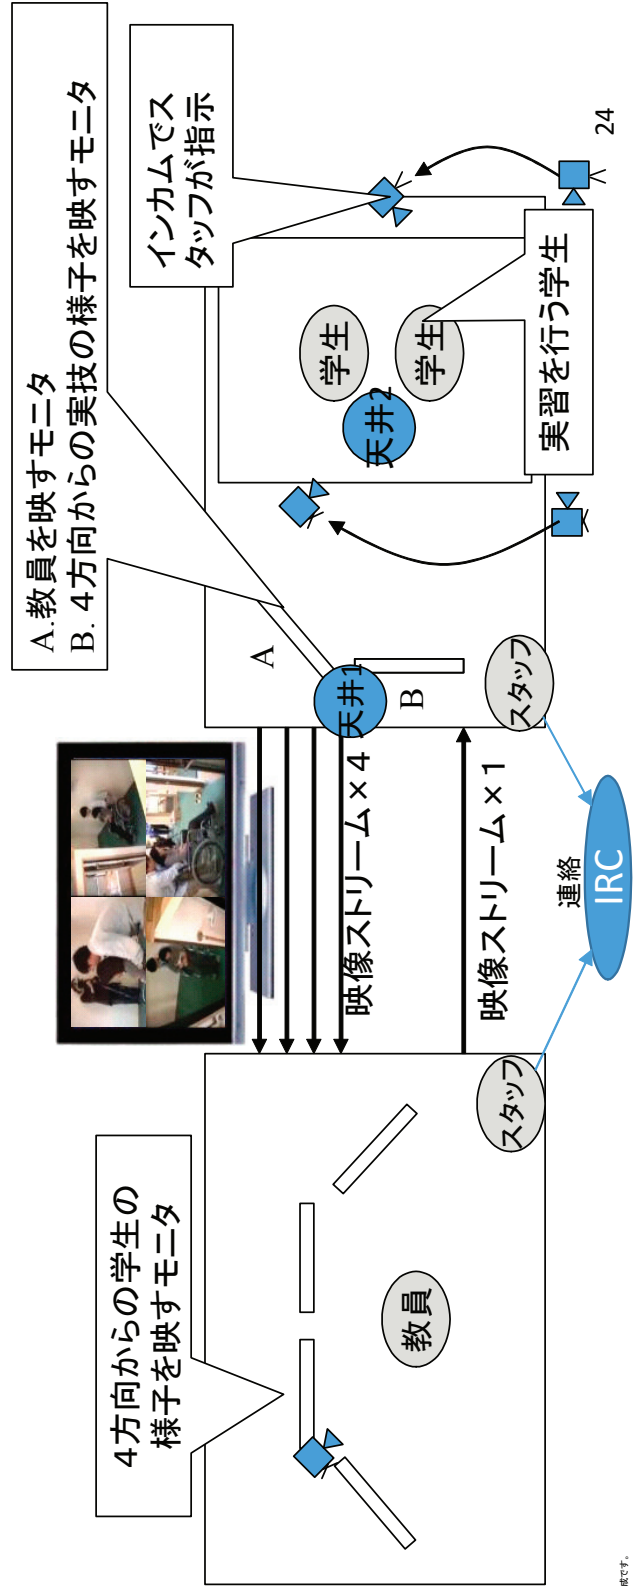 4方向からの学生の
様子を映すモニタ
教員
スタッフ
映像ストリーム×4
映像ストリーム×1
連絡
IRC
A.教員を映すモニタ
B. 4方向からの実技の様子を映すモニタ
A
天井1
B
スタッフ
インカムでス
タッフが指示
学生
学生
天井2
実習を行う学生
24
成です。